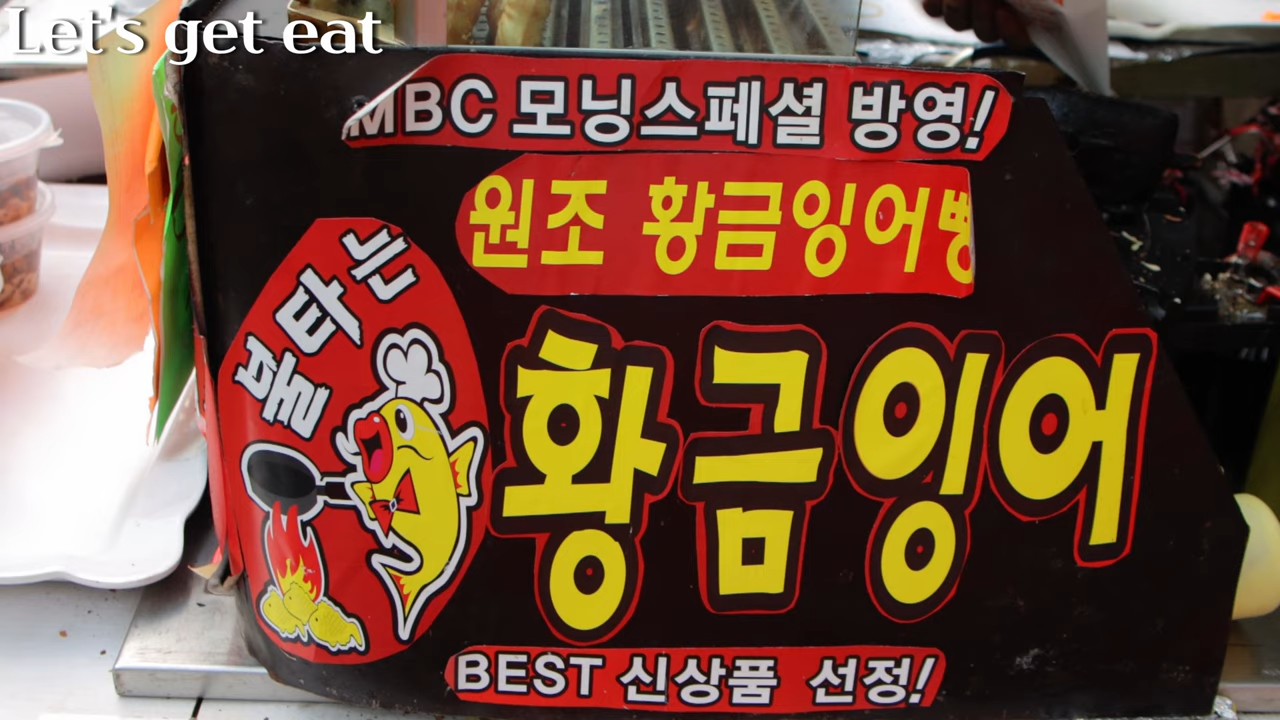 Let's get eat
MBC 모닝스페셜 방영!
원조 황금잉어빵
불타는
황금잉어
BEST 신상품 선정!